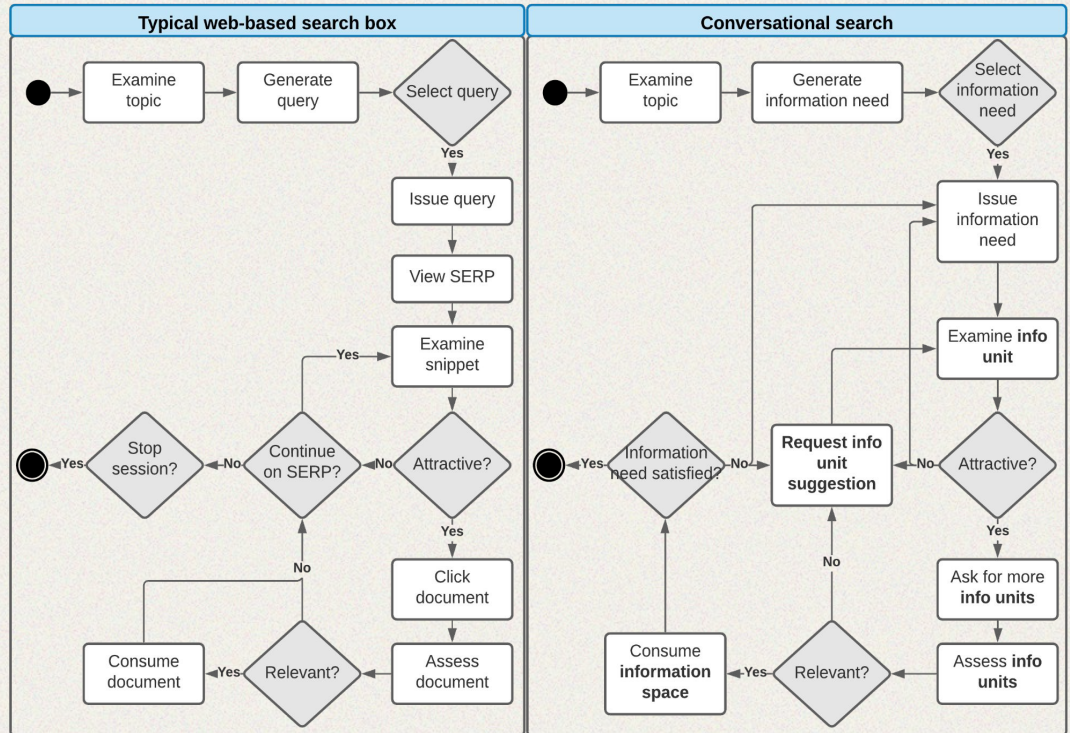 Typical web-based search box
Examine
topic
Generate
query
Select query
Yes
Issue query
View SERP
Examine
snippet
Yes
Attractive?
No
Continue
on SERP?
No
Stop
session?
Yes
Yes
Click
document
Assess
document
Relevant?
No
Yes
Consume
document
Conversational search
Examine
topic
Generate
information need
Select
information
need
Yes
Issue
information
need
Examine info
unit
Attractive?
No
Request info
unit
suggestion
No
Information
need satisfied?
Yes
Yes
Ask for more
info units
Assess info
units
Relevant?
No
Yes
Consume
information
space